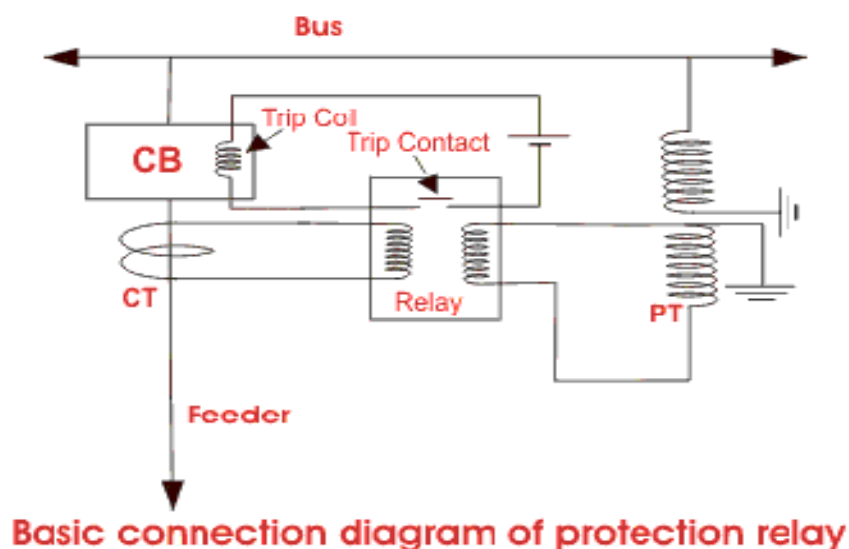 Bus
Trip Coil
Trip Contact
CB
CT
Relay
PT
Feeder
Basic connection diagram of protection relay